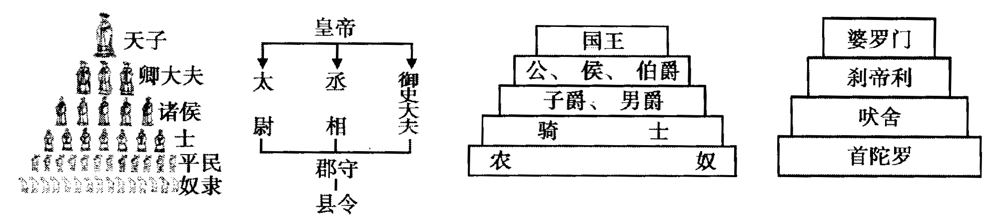 天子
卿大夫
诸侯
士
平民
奴隶
皇帝
太尉
丞相
御史大夫
郡守
县令
国王
公、侯、伯爵
子爵、男爵
骑士
农奴
婆罗门
刹帝利
吠舍
首陀罗